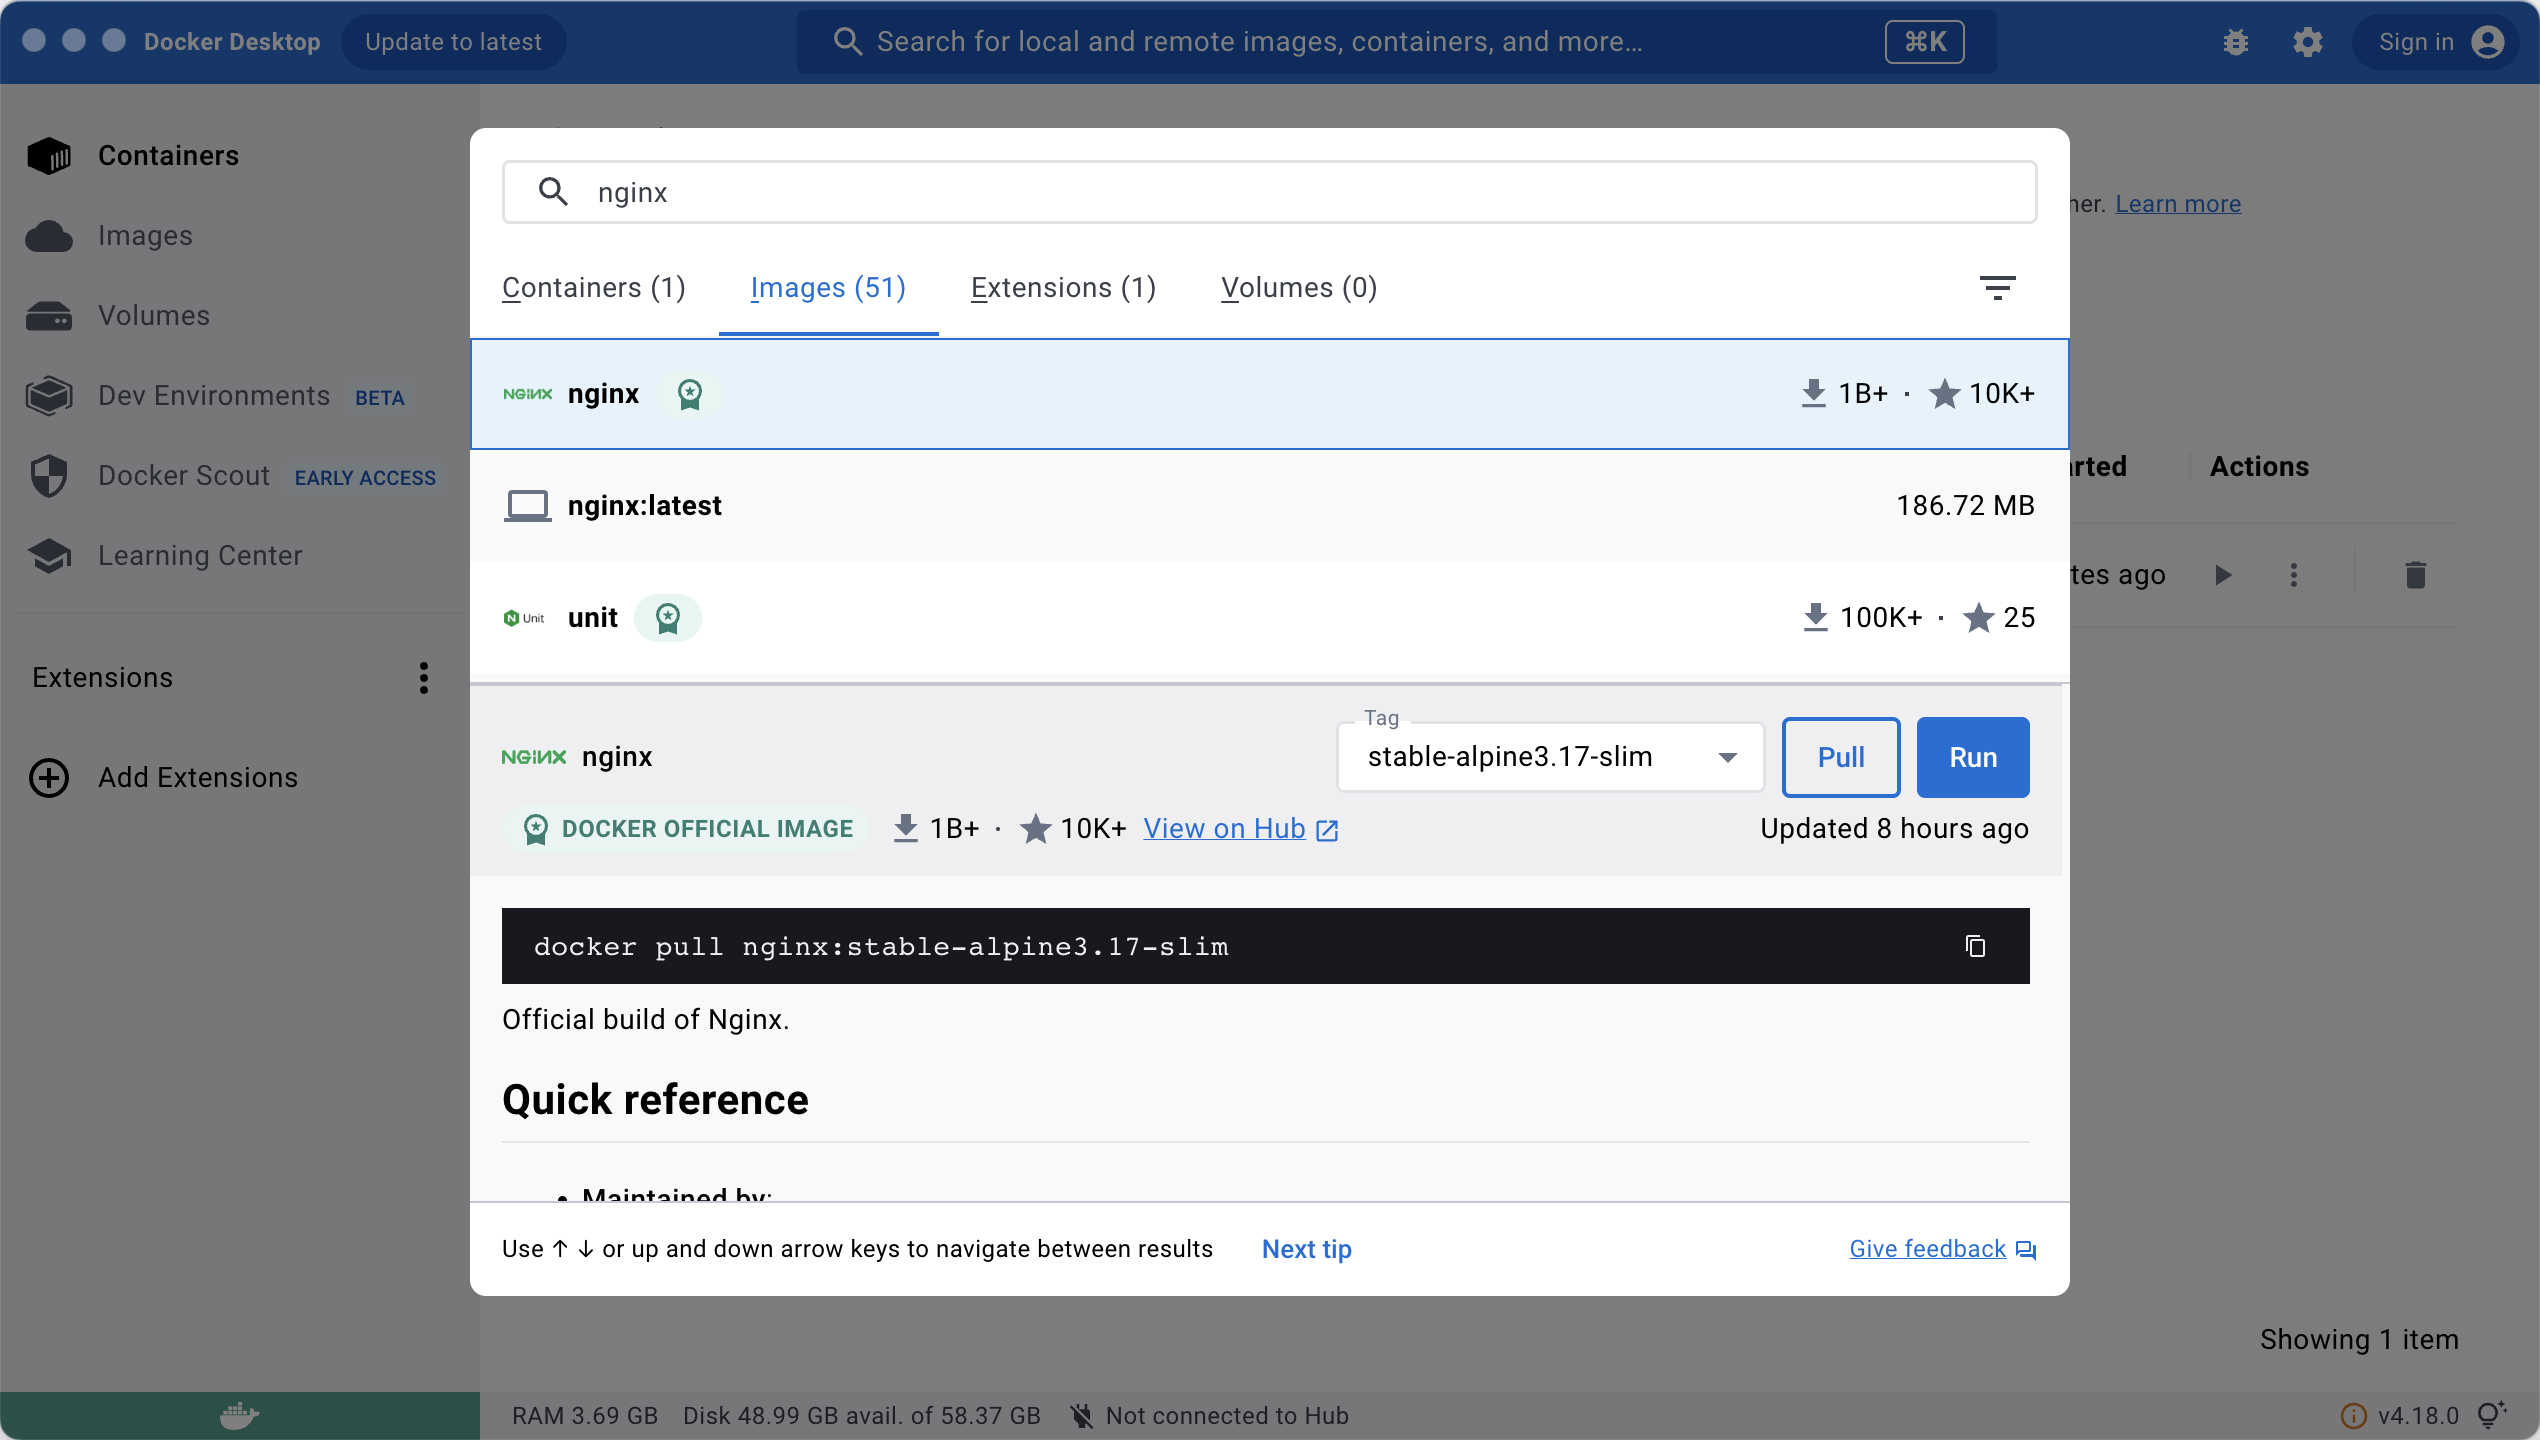 Docker Desktop
Update to latest
Search for local and remote images, containers, and more...
⌘K
Sign in
Containers
Images
Volumes
Dev Environments BETA
Docker Scout EARLY ACCESS
Learning Center
Extensions
Add Extensions
Learn more
Actions
tes ago
nginx
Containers (1)
Images (51)
Extensions (1)
Volumes (0)
NGINX nginx
1B+ · 10K+
nginx:latest
186.72 MB
N Unit unit
100K+ · 25
NGINX nginx
Tag
stable-alpine3.17-slim
Pull
Run
DOCKER OFFICIAL IMAGE
1B+ · 10K+ View on Hub
Updated 8 hours ago
docker pull nginx:stable-alpine3.17-slim
Official build of Nginx.
Quick reference
• Maintained by:
Use ↑ ↓ or up and down arrow keys to navigate between results
Next tip
Give feedback
Showing 1 item
RAM 3.69 GB Disk 48.99 GB avail. of 58.37 GB Not connected to Hub
v4.18.0